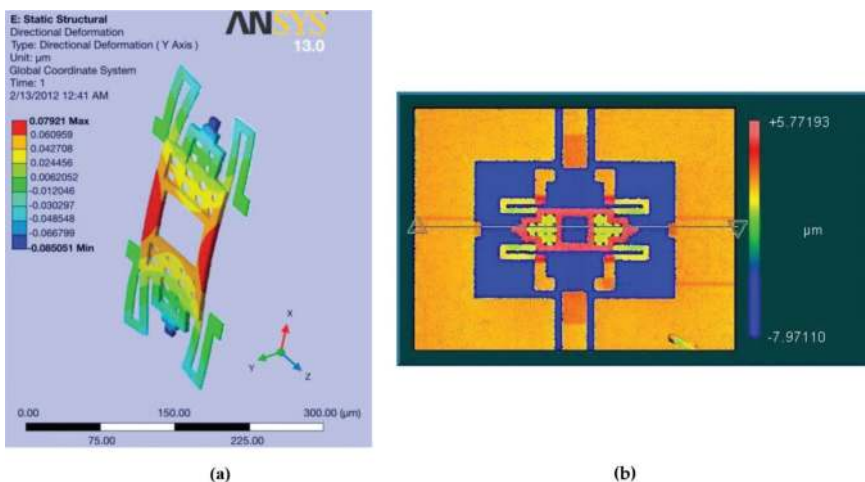 E: Static Structural
Directional Deformation
Type: Directional Deformation ( Y Axis )
Unit: µm
Global Coordinate System
Time: 1
2/13/2012 12:41 AM
ANSYS
13.0
0.07921 Max
0.060959
0.042708
0.024456
0.0062052
-0.012046
-0.030297
-0.048548
-0.066799
-0.085051 Min
X
Y
Z
0.00 150.00 300.00 (µm)
75.00 225.00
+5.77193
µm
-7.97110
(a) (b)